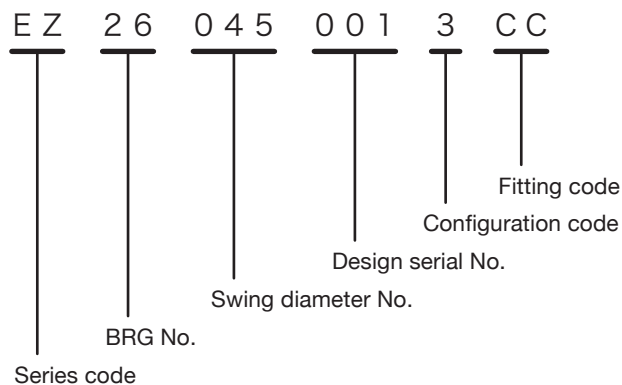 EZ 26 045 001 3 CC
Fitting code
Configuration code
Design serial No.
Swing diameter No.
BRG No.
Series code